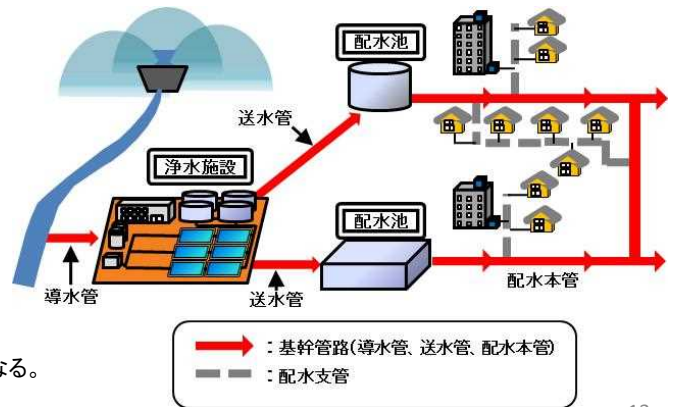 配水池
送水管
浄水施設
配水池
導水管
送水管
配水本管
：基幹管路(導水管、送水管、配水本管)
：配水支管
なる。